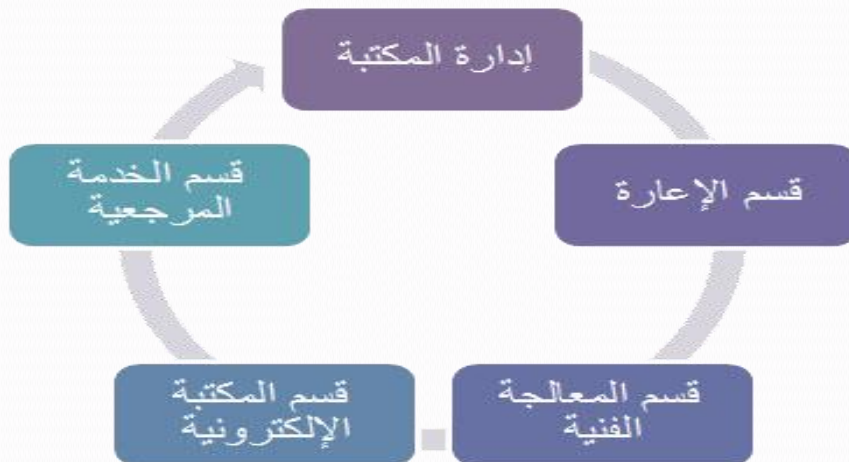 إدارة المكتبة
قسم الإعارة
قسم المعالجة
الفنية
قسم المكتبة
الإلكترونية
قسم الخدمة
المرجعية